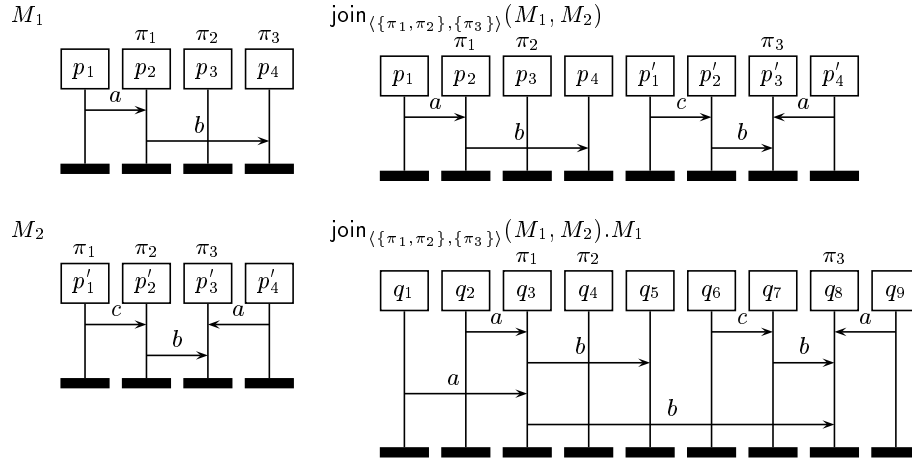 M₁
π₁ π₂ π₃
p₁ p₂ p₃ p₄
a
b
join⟨{π₁,π₂},{π₃}⟩(M₁, M₂)
π₁ π₂ π₃
p₁ p₂ p₃ p₄ p′₁ p′₂ p′₃ p′₄
a c a
b b
M₂
π₁ π₂ π₃
p′₁ p′₂ p′₃ p′₄
c a
b
join⟨{π₁,π₂},{π₃}⟩(M₁, M₂).M₁
π₁ π₂ π₃
q₁ q₂ q₃ q₄ q₅ q₆ q₇ q₈ q₉
a c a
b b
a
b